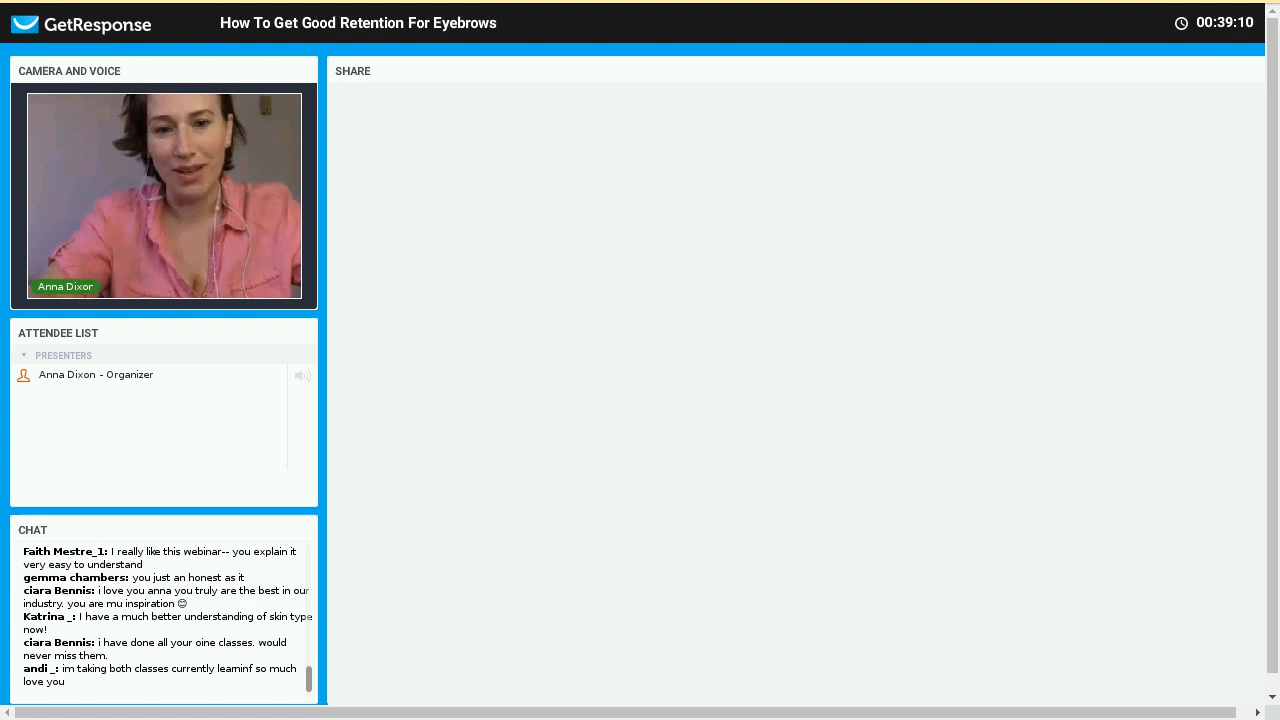 GetResponse
How To Get Good Retention For Eyebrows
00:39:10
CAMERA AND VOICE
Anna Dixon
ATTENDEE LIST
PRESENTERS
Anna Dixon - Organizer
CHAT
Faith Mestre_1: I really like this webinar-- you explain it
very easy to understand
gemma chambers: you just an honest as it
ciara Bennis: i love you anna you truly are the best in our
industry. you are mu inspiration 😊
Katrina _: I have a much better understanding of skin type
now!
ciara Bennis: i have done all your oine classes. would
never miss them.
andi _: im taking both classes currently learninf so much
love you
SHARE